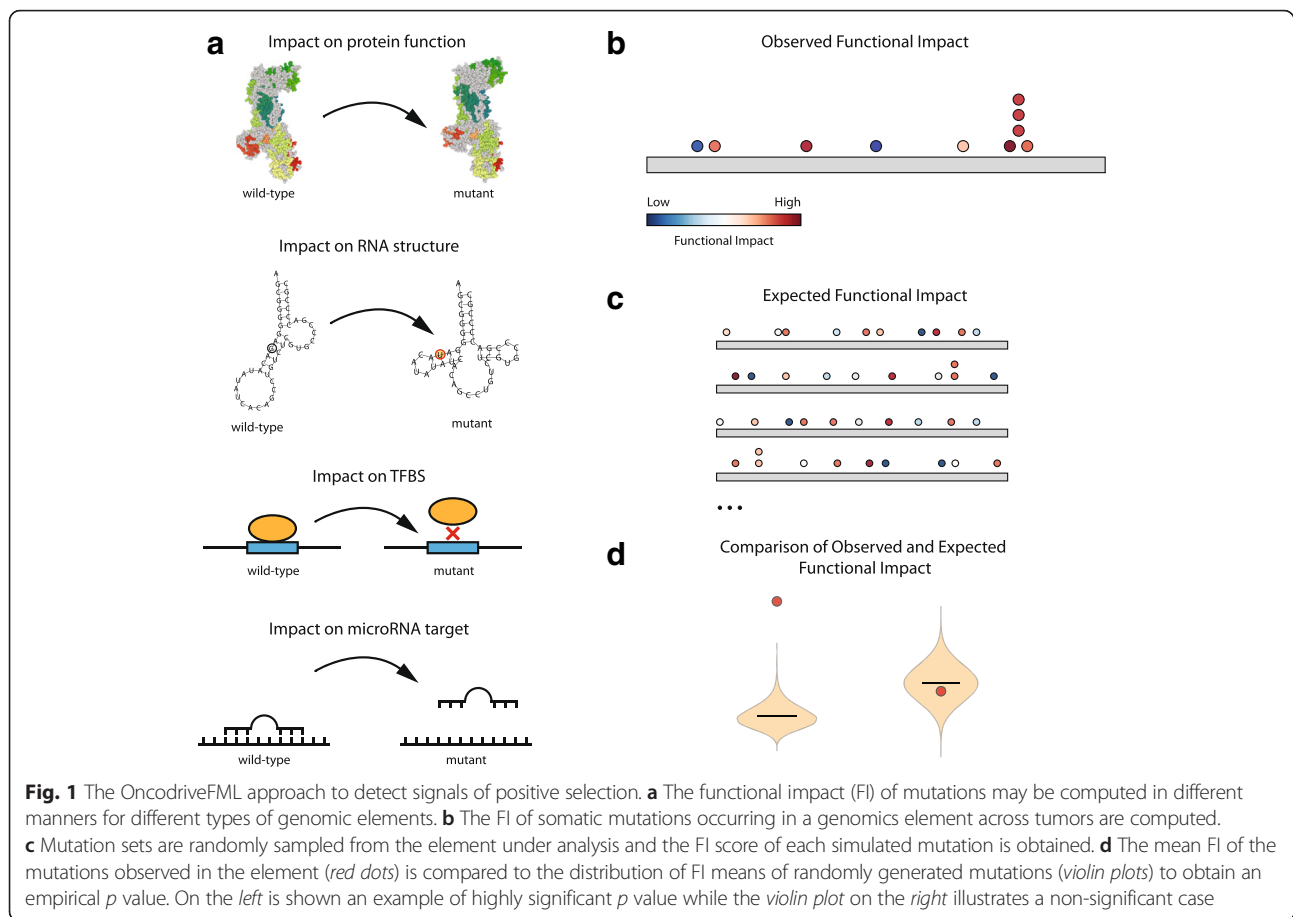 a
Impact on protein function
wild-type
mutant
Impact on RNA structure
wild-type
mutant
Impact on TFBS
wild-type
mutant
Impact on microRNA target
wild-type
mutant
b
Observed Functional Impact
Low
High
Functional Impact
c
Expected Functional Impact
...
d
Comparison of Observed and Expected
Functional Impact
Fig. 1 The OncodriveFML approach to detect signals of positive selection. a The functional impact (FI) of mutations may be computed in different
manners for different types of genomic elements. b The FI of somatic mutations occurring in a genomics element across tumors are computed.
c Mutation sets are randomly sampled from the element under analysis and the FI score of each simulated mutation is obtained. d The mean FI of the
mutations observed in the element (red dots) is compared to the distribution of FI means of randomly generated mutations (violin plots) to obtain an
empirical p value. On the left is shown an example of highly significant p value while the violin plot on the right illustrates a non-significant case